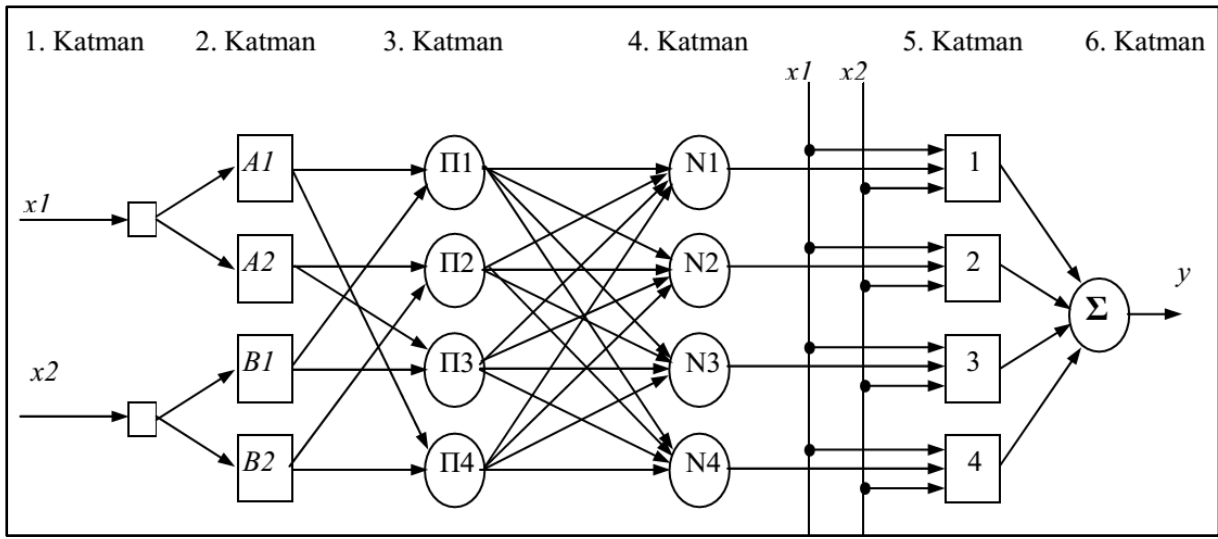 1. Katman 2. Katman 3. Katman 4. Katman 5. Katman 6. Katman
x1 x2
A1 Π1 N1 1
x1
A2 Π2 N2 2
y
Σ
x2
B1 Π3 N3 3
B2 Π4 N4 4